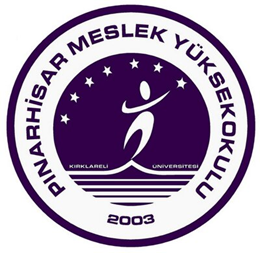 PINARHİSAR MESLEK YÜKSEKOKULU
KIRKLARELİ ÜNİVERSİTESİ
2003